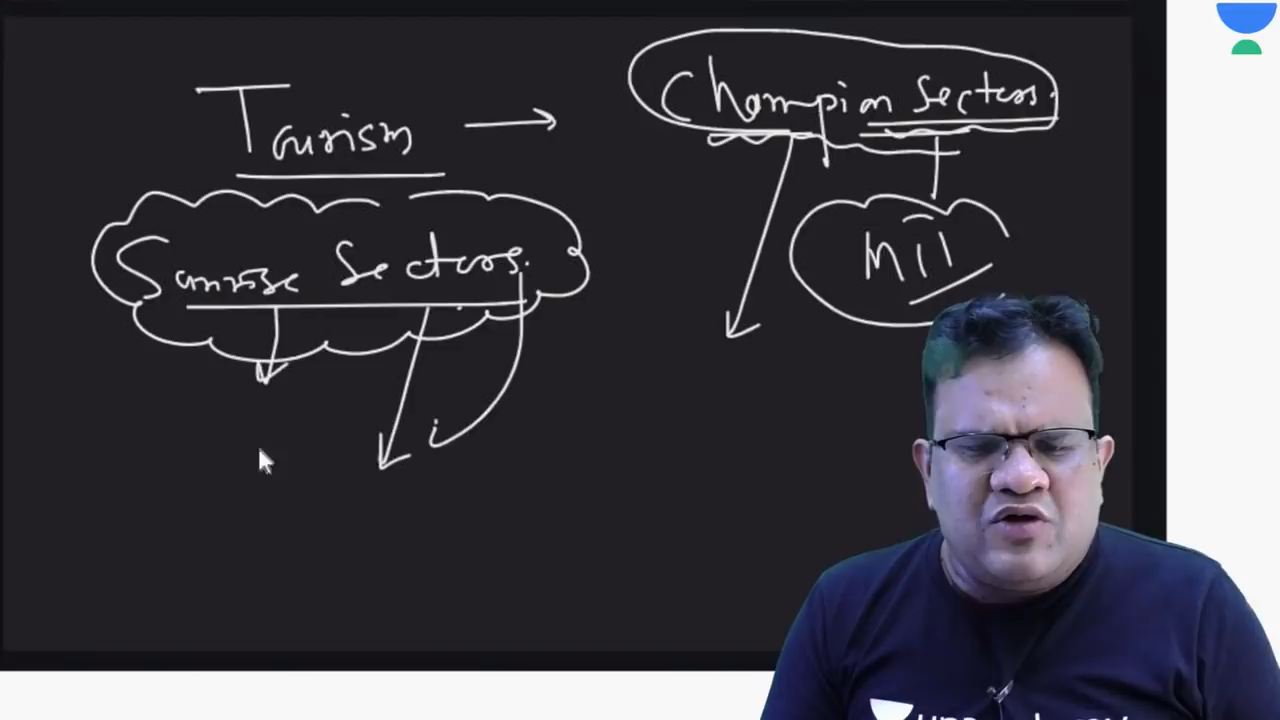 Tourism →
Champion Sectors.
Sunrise Sectors.
MII